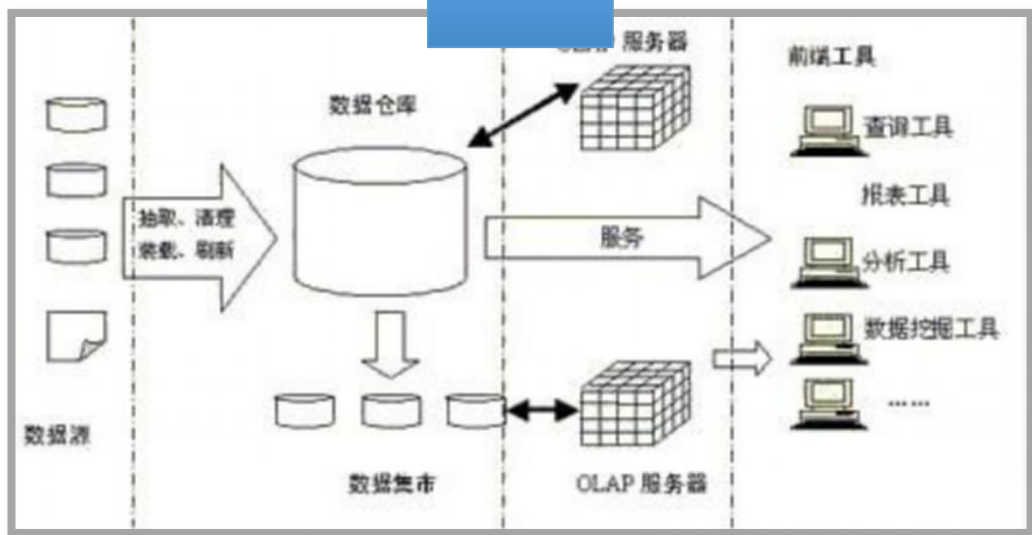 服务器
前端工具
数据仓库
查询工具
报表工具
抽取、清理
装载、刷新
服务
分析工具
数据挖掘工具
……
数据源
数据集市
OLAP 服务器